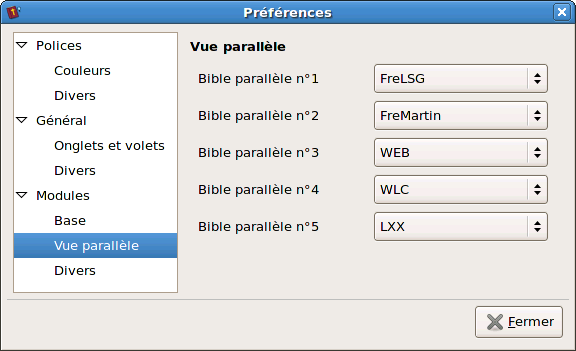 Préférences
Polices
Couleurs
Divers
Général
Onglets et volets
Divers
Modules
Base
Vue parallèle
Divers
Vue parallèle
Bible parallèle n°1 FreLSG
Bible parallèle n°2 FreMartin
Bible parallèle n°3 WEB
Bible parallèle n°4 WLC
Bible parallèle n°5 LXX
Fermer